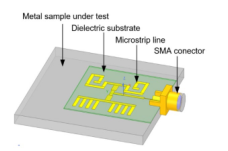 Metal sample under test
Dielectric substrate
Microstrip line
SMA conector